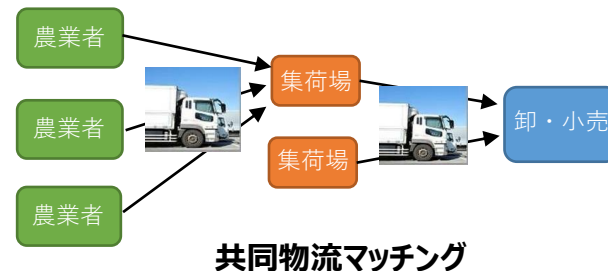 農業者
農業者
農業者
集荷場
集荷場
卸・小売
共同物流マッチング